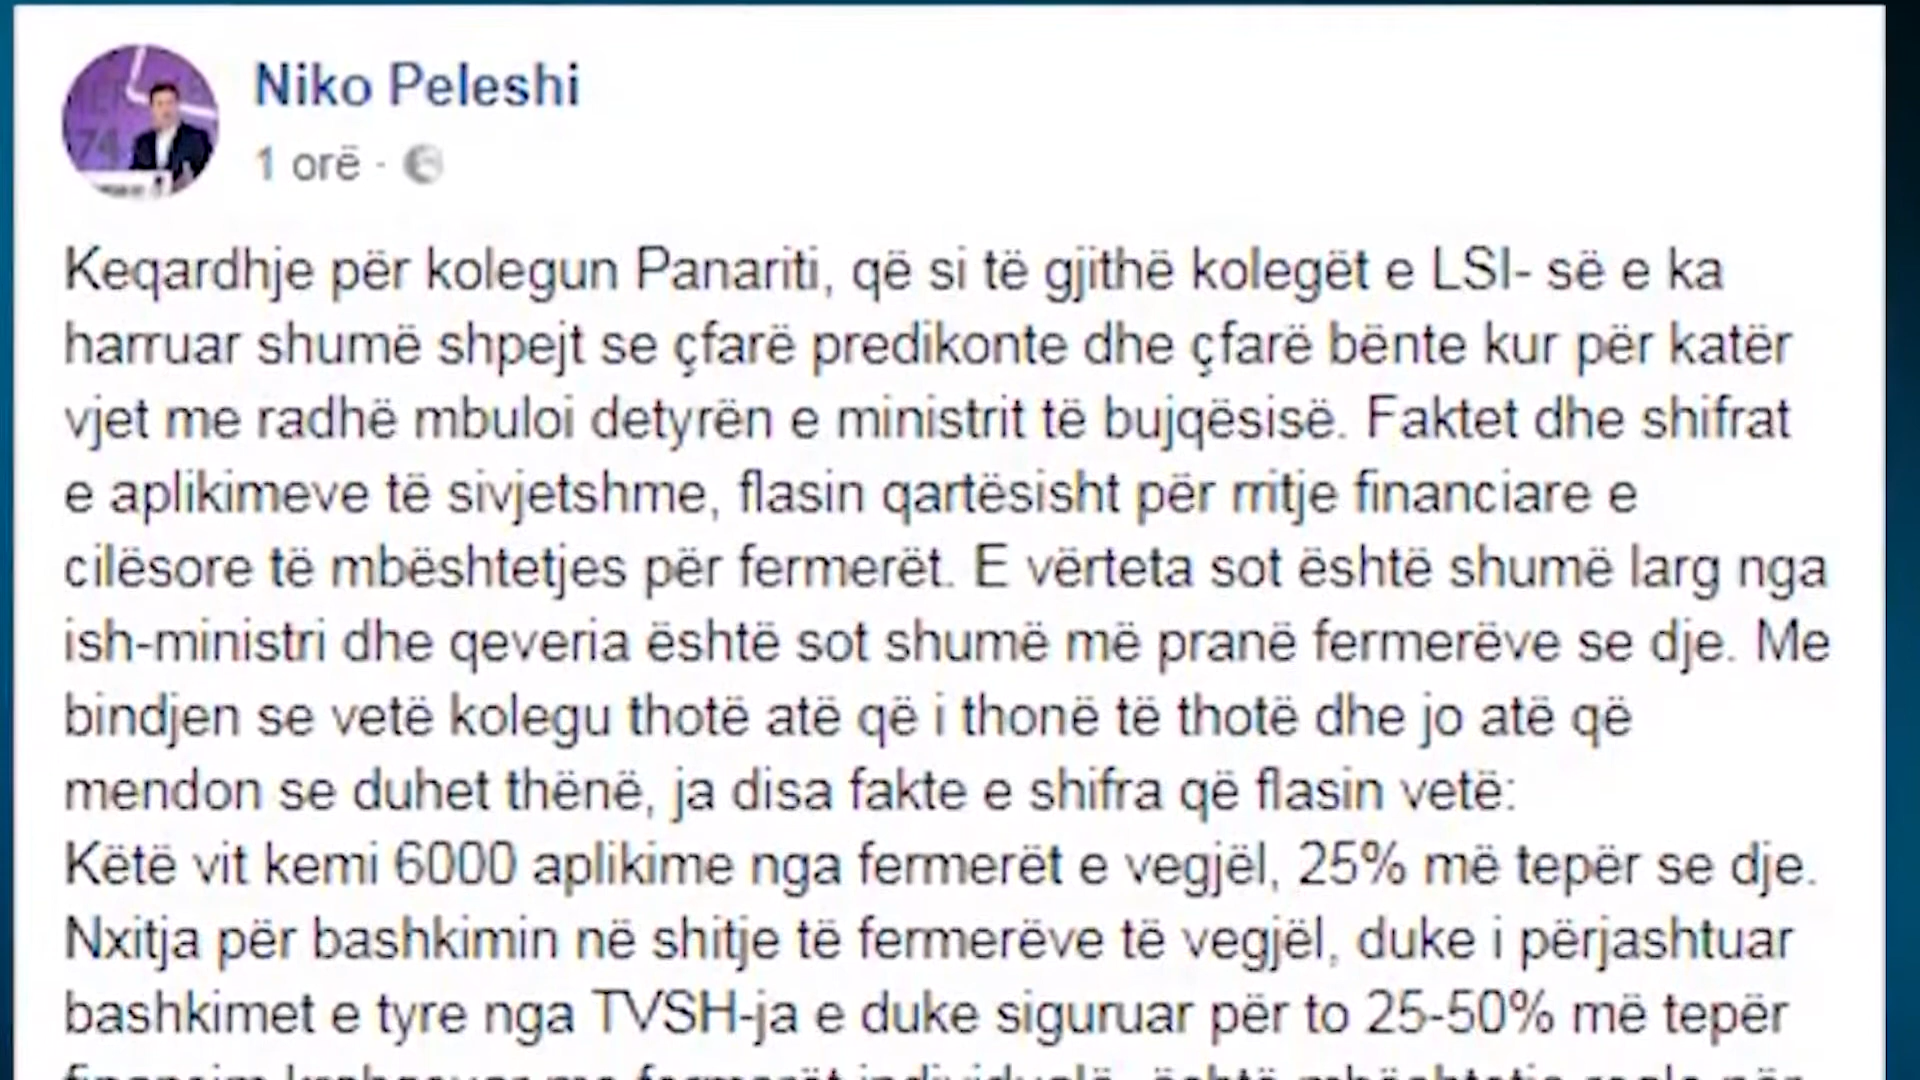 Niko Peleshi
1 orë ·
Keqardhje për kolegun Panariti, që si të gjithë kolegët e LSI- së e ka
harruar shumë shpejt se çfarë predikonte dhe çfarë bënte kur për katër
vjet me radhë mbuloi detyrën e ministrit të bujqësisë. Faktet dhe shifrat
e aplikimeve të sivjetshme, flasin qartësisht për rritje financiare e
cilësore të mbështetjes për fermerët. E vërteta sot është shumë larg nga
ish-ministri dhe qeveria është sot shumë më pranë fermerëve se dje. Me
bindjen se vetë kolegu thotë atë që i thonë të thotë dhe jo atë që
mendon se duhet thënë, ja disa fakte e shifra që flasin vetë:
Këtë vit kemi 6000 aplikime nga fermerët e vegjël, 25% më tepër se dje.
Nxitja për bashkimin në shitje të fermerëve të vegjël, duke i përjashtuar
bashkimet e tyre nga TVSH-ja e duke siguruar për to 25-50% më tepër